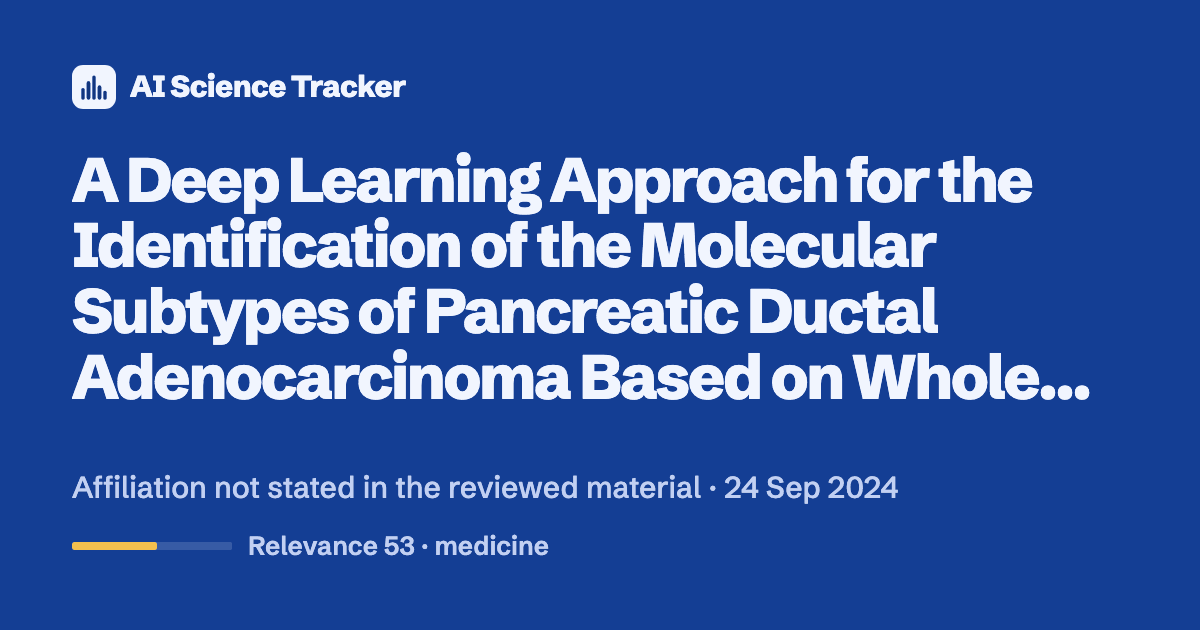 AI Science Tracker
A Deep Learning Approach for the
Identification of the Molecular
Subtypes of Pancreatic Ductal
Adenocarcinoma Based on Whole...
Affiliation not stated in the reviewed material · 24 Sep 2024
Relevance 53 · medicine